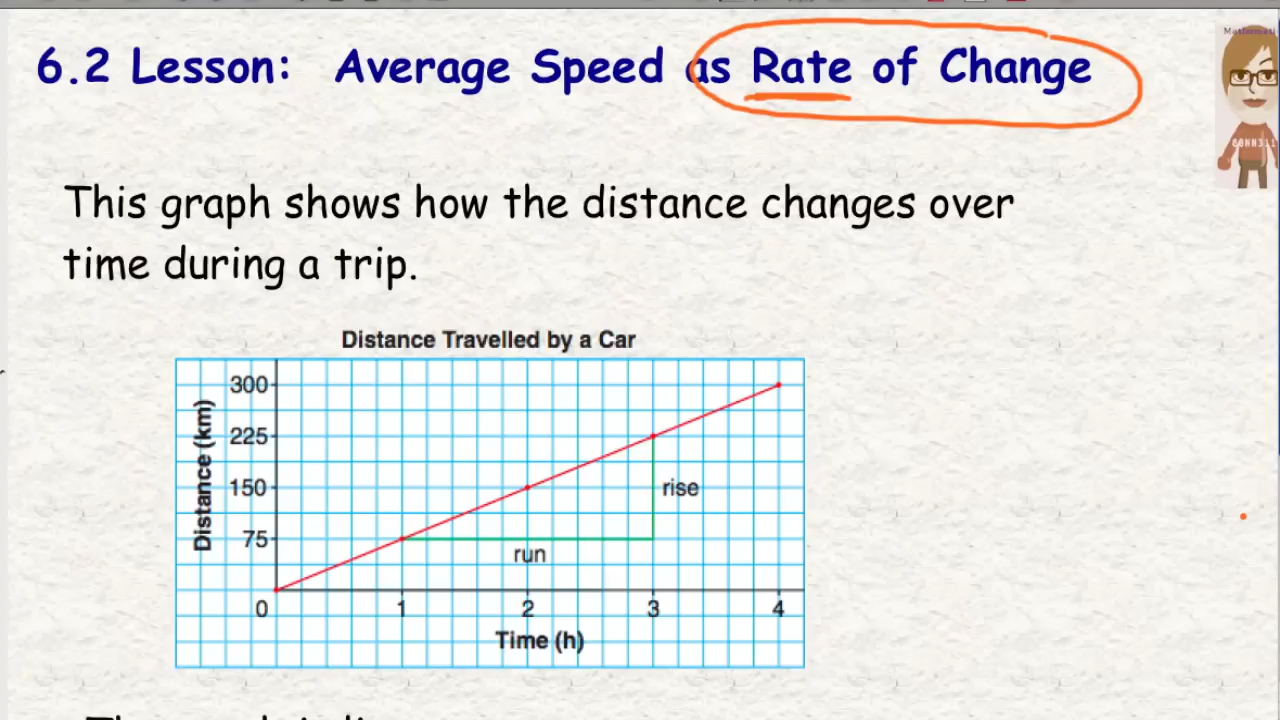 Mathemati
6.2 Lesson: Average Speed as Rate of Change
This graph shows how the distance changes over
time during a trip.
Distance Travelled by a Car
300
225
150
75
0
Distance (km)
rise
run
1 2 3 4
Time (h)